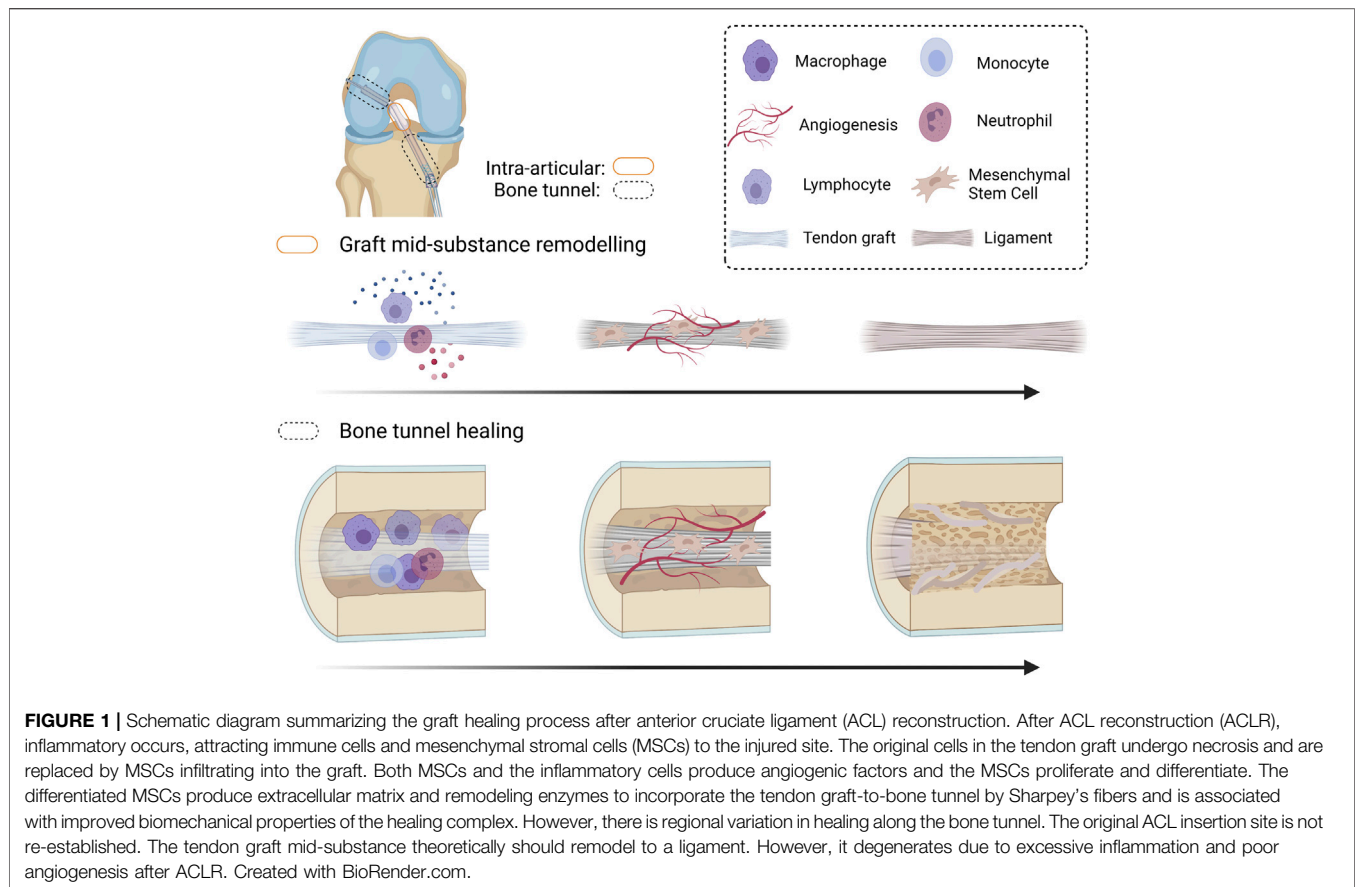 Macrophage
Monocyte
Angiogenesis
Neutrophil
Lymphocyte
Mesenchymal
Stem Cell
Tendon graft
Ligament
Intra-articular:
Bone tunnel:
Graft mid-substance remodelling
Bone tunnel healing
FIGURE 1 | Schematic diagram summarizing the graft healing process after anterior cruciate ligament (ACL) reconstruction. After ACL reconstruction (ACLR),
inflammatory occurs, attracting immune cells and mesenchymal stromal cells (MSCs) to the injured site. The original cells in the tendon graft undergo necrosis and are
replaced by MSCs infiltrating into the graft. Both MSCs and the inflammatory cells produce angiogenic factors and the MSCs proliferate and differentiate. The
differentiated MSCs produce extracellular matrix and remodeling enzymes to incorporate the tendon graft-to-bone tunnel by Sharpey's fibers and is associated
with improved biomechanical properties of the healing complex. However, there is regional variation in healing along the bone tunnel. The original ACL insertion site is not
re-established. The tendon graft mid-substance theoretically should remodel to a ligament. However, it degenerates due to excessive inflammation and poor
angiogenesis after ACLR. Created with BioRender.com.